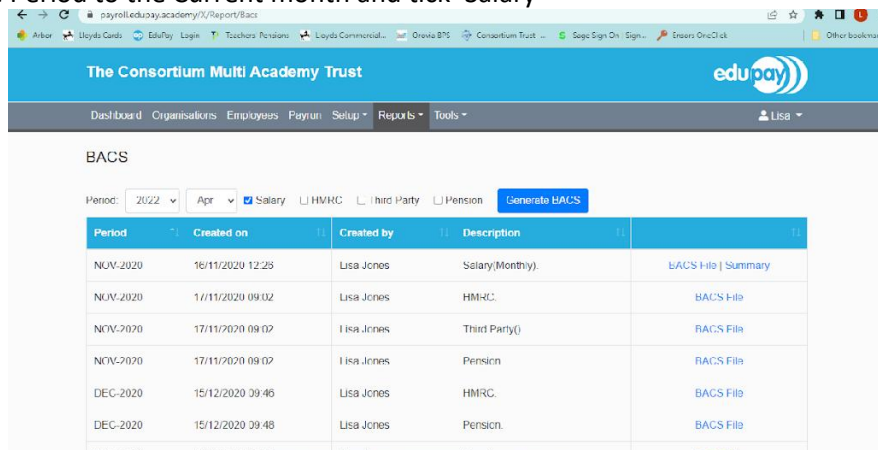 Period to the Current month and tick 'Salary'
payroll.edupay.academy/X/Report/Bacs
Arbor Lloyds Cards EduPay Login Teachers Pensions Lloyds Commercial... Orovia BPS Consortium Trust ... Sage Sign On | Sign... Ensors OneClick Other bookmar
The Consortium Multi Academy Trust
edupay
Dashboard Organisations Employees Payrun Setup Reports Tools Lisa
BACS
Period: 2022 Apr Salary HMRC Third Party Pension Generate BACS
Period Created on Created by Description
NOV-2020 16/11/2020 12:26 Lisa Jones Salary(Monthly). BACS File | Summary
NOV-2020 17/11/2020 09:02 Lisa Jones HMRC. BACS File
NOV-2020 17/11/2020 09:02 Lisa Jones Third Party() BACS File
NOV-2020 17/11/2020 09:02 Lisa Jones Pension BACS File
DEC-2020 15/12/2020 09:46 Lisa Jones HMRC. BACS File
DEC-2020 15/12/2020 09:48 Lisa Jones Pension. BACS File